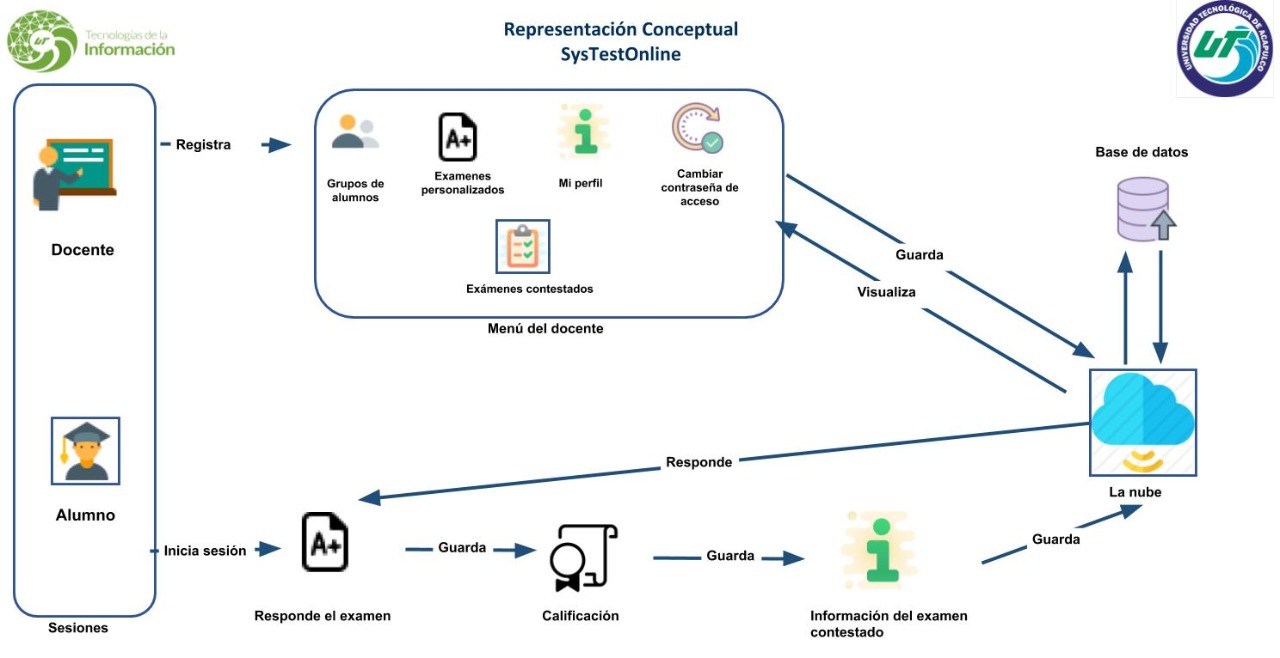 Tecnologías de la
Información
Representación Conceptual
SysTestOnline
UNIVERSIDAD TECNOLÓGICA DE ACAPULCO
UT
Registra
A+
Grupos de
alumnos
Examenes
personalizados
Mi perfil
Cambiar
contraseña de
acceso
Base de datos
Docente
Guarda
Exámenes contestados
Visualiza
Menú del docente
Responde
La nube
Alumno
Inicia sesión
A+
Guarda
Guarda
Guarda
Responde el examen
Calificación
Información del examen
contestado
Sesiones